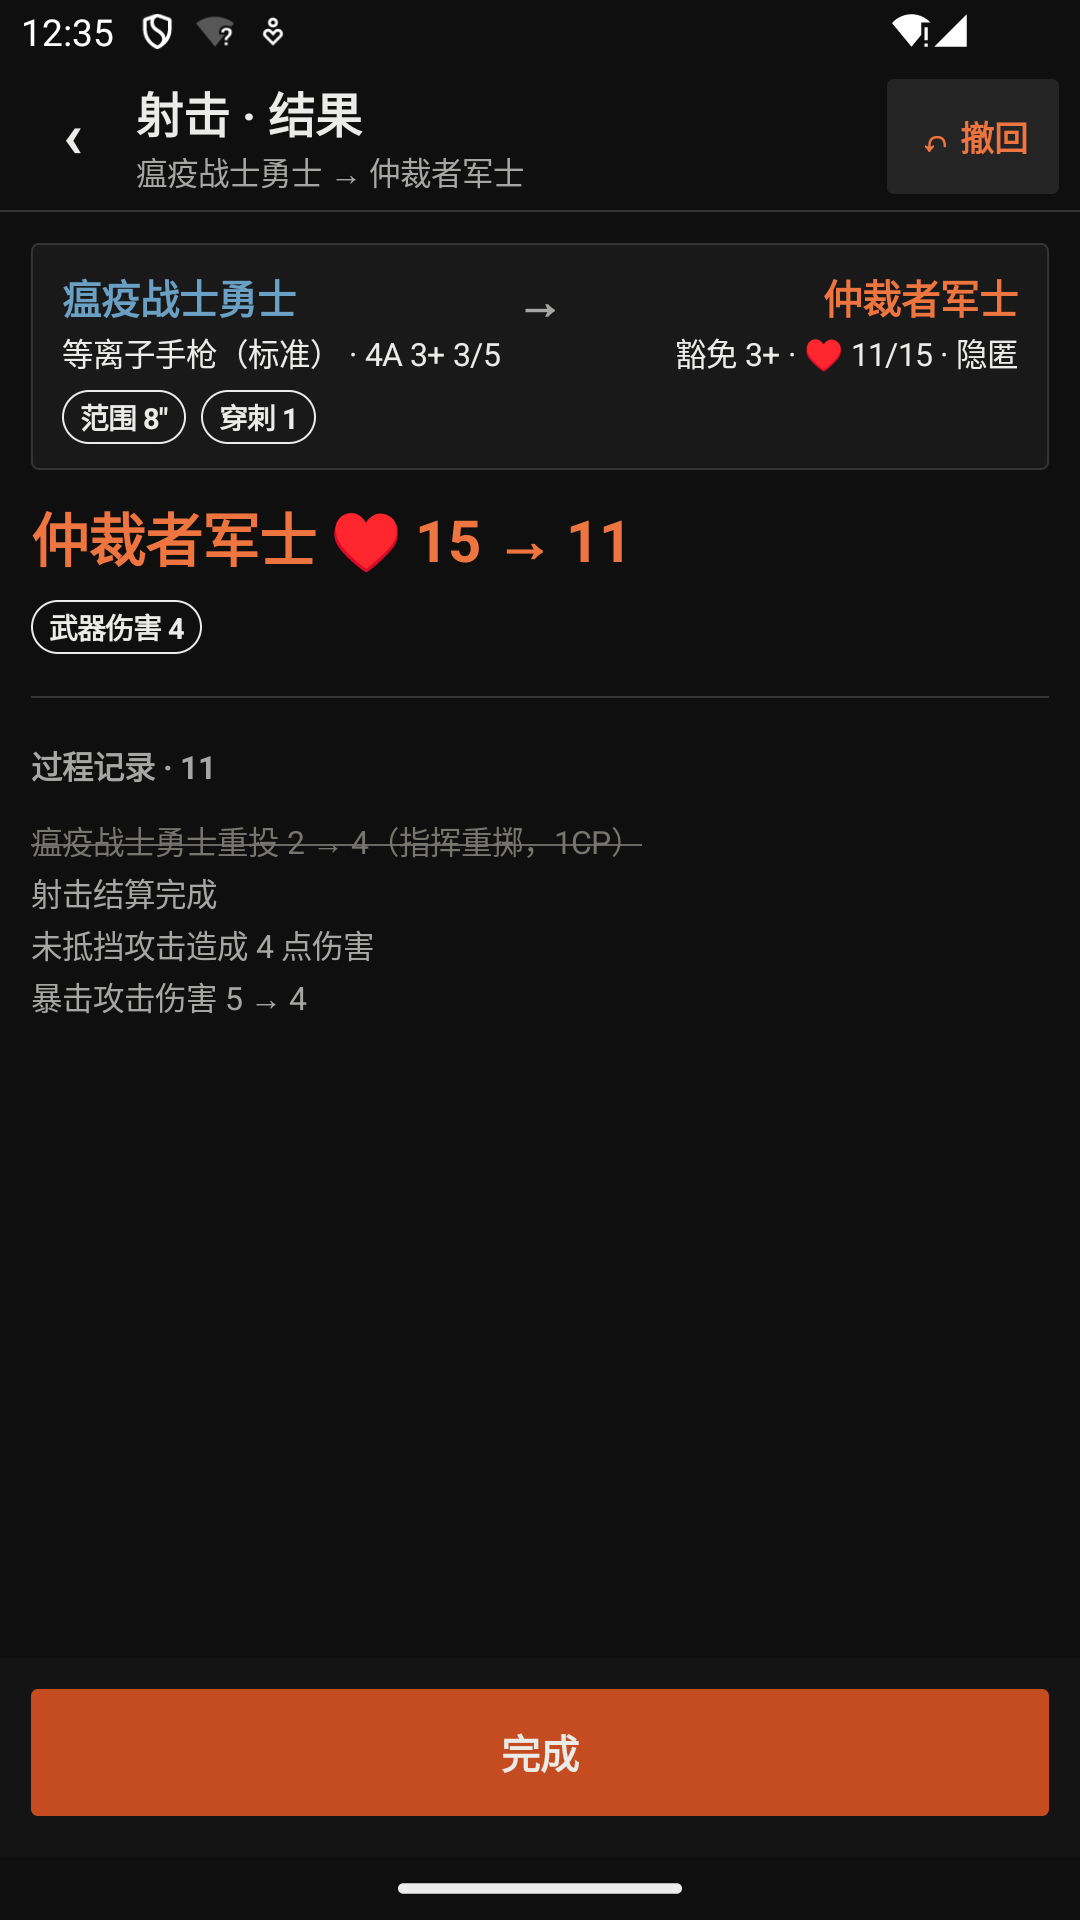 12:35
射击 · 结果
瘟疫战士勇士 → 仲裁者军士
撤回
瘟疫战士勇士 → 仲裁者军士
等离子手枪（标准） · 4A 3+ 3/5
豁免 3+ · ❤️ 11/15 · 隐匿
范围 8" 穿刺 1
仲裁者军士 ❤️ 15 → 11
武器伤害 4
过程记录 · 11
瘟疫战士勇士重投 2 → 4（指挥重掷，1CP）
射击结算完成
未抵挡攻击造成 4 点伤害
暴击攻击伤害 5 → 4
完成